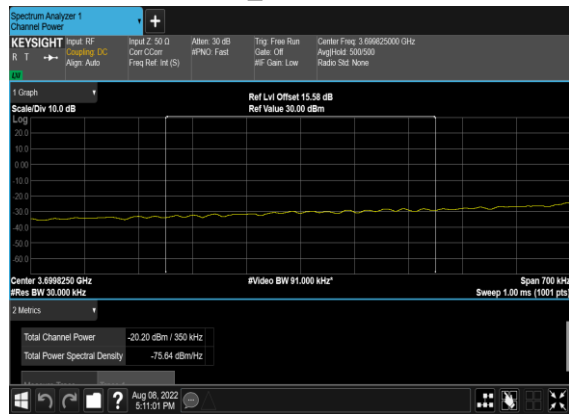 Spectrum Analyzer 1
Channel Power
+
KEYSIGHT Input: RF Input Z: 50 Ω Atten: 30 dB Trig: Free Run Center Freq: 3.699825000 GHz
R T Coupling: DC Corr CCorr #PNO: Fast Gate: Off Avg|Hold: 500/500
Align: Auto Freq Ref: Int (S) #IF Gain: Low Radio Std: None
1 Graph
Ref Lvl Offset 15.58 dB
Scale/Div 10.0 dB Ref Value 30.00 dBm
Log
20.0
10.0
0.00
-10.0
-20.0
-30.0
-40.0
-50.0
-60.0
Center 3.6998250 GHz #Video BW 91.000 kHz* Span 700 kHz
#Res BW 30.000 kHz Sweep 1.00 ms (1001 pts)
2 Metrics
Total Channel Power -20.20 dBm / 350 kHz
Total Power Spectral Density -75.64 dBm/Hz
? Aug 08, 2022
5:11:01 PM